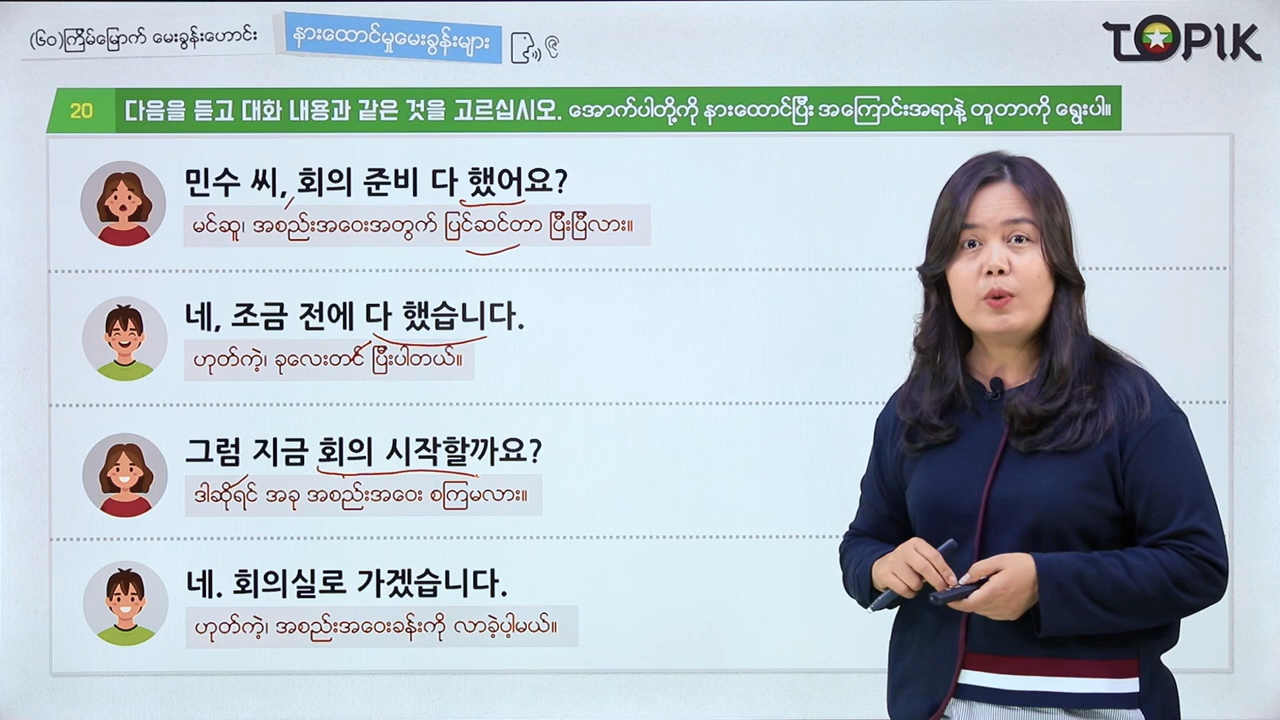 (၆၀)ကြိမ်မြောက် မေးခွန်းဟောင်း
နားထောင်မှုမေးခွန်းများ
TOPIK
20 다음을 듣고 대화 내용과 같은 것을 고르십시오. အောက်ပါတို့ကို နားထောင်ပြီး အကြောင်းအရာနဲ့ တူတာကို ရွေးပါ။
민수 씨, 회의 준비 다 했어요?
မင်ဆူ၊ အစည်းအဝေးအတွက် ပြင်ဆင်တာ ပြီးပြီလား။
네, 조금 전에 다 했습니다.
ဟုတ်ကဲ့၊ ခုလေးတင် ပြီးပါတယ်။
그럼 지금 회의 시작할까요?
ဒါဆိုရင် အခု အစည်းအဝေး စကြမလား။
네. 회의실로 가겠습니다.
ဟုတ်ကဲ့၊ အစည်းအဝေးခန်းကို လာခဲ့ပါ့မယ်။